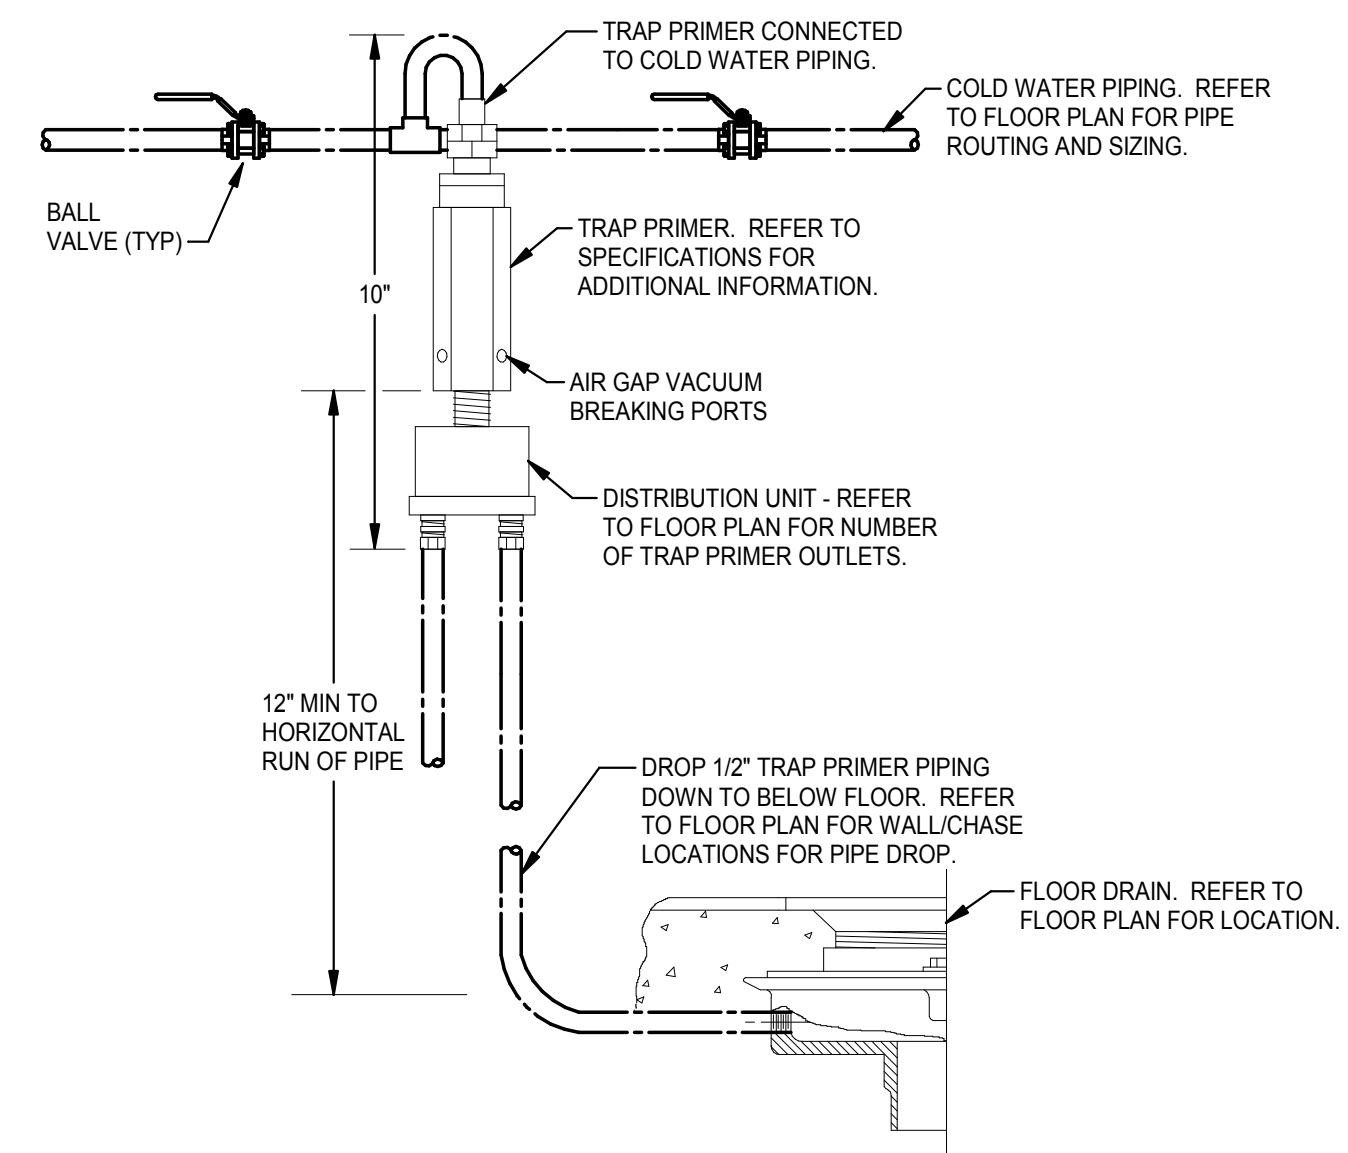 TRAP PRIMER CONNECTED
TO COLD WATER PIPING.
COLD WATER PIPING. REFER
TO FLOOR PLAN FOR PIPE
ROUTING AND SIZING.
BALL
VALVE (TYP)
TRAP PRIMER. REFER TO
SPECIFICATIONS FOR
ADDITIONAL INFORMATION.
10"
AIR GAP VACUUM
BREAKING PORTS
DISTRIBUTION UNIT - REFER
TO FLOOR PLAN FOR NUMBER
OF TRAP PRIMER OUTLETS.
12" MIN TO
HORIZONTAL
RUN OF PIPE
DROP 1/2" TRAP PRIMER PIPING
DOWN TO BELOW FLOOR. REFER
TO FLOOR PLAN FOR WALL/CHASE
LOCATIONS FOR PIPE DROP.
FLOOR DRAIN. REFER TO
FLOOR PLAN FOR LOCATION.